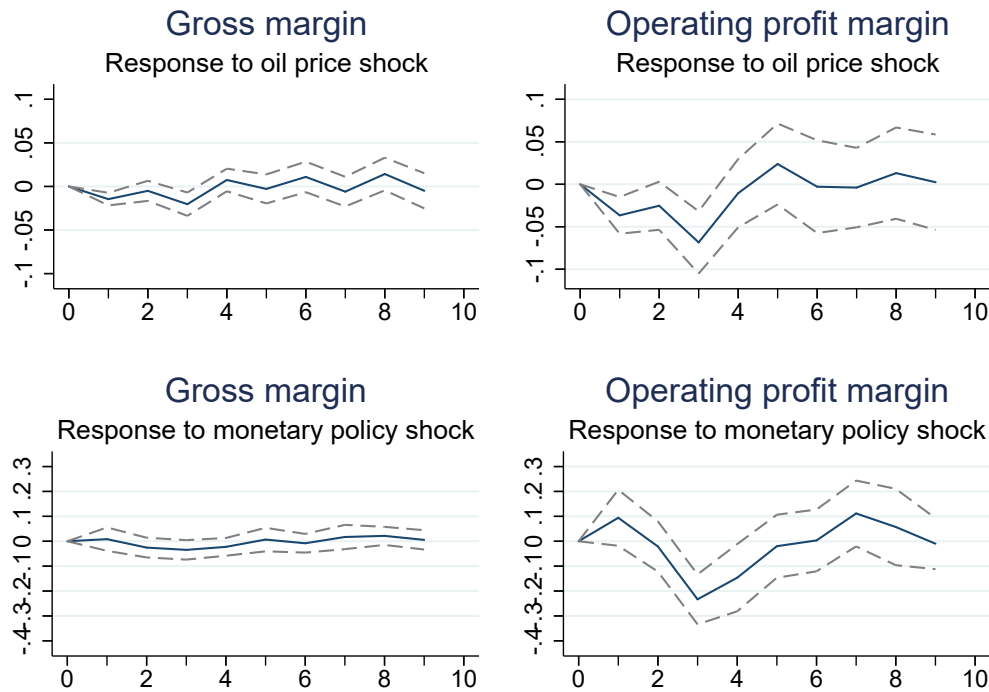 Gross margin
Response to oil price shock
.1
.05
0
-.05
-.1
0 2 4 6 8 10
Operating profit margin
Response to oil price shock
.1
.05
0
-.05
-.1
0 2 4 6 8 10
Gross margin
Response to monetary policy shock
.3
.2
.1
0
-.1
-.2
-.3
-.4
0 2 4 6 8 10
Operating profit margin
Response to monetary policy shock
.3
.2
.1
0
-.1
-.2
-.3
-.4
0 2 4 6 8 10